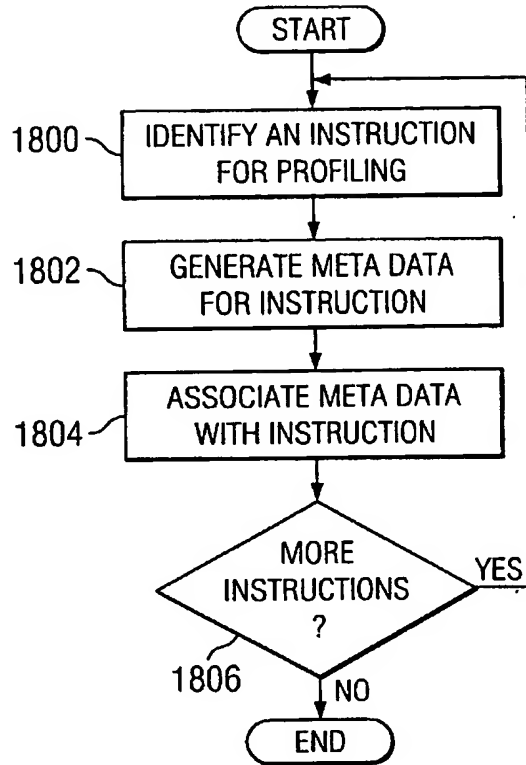 START
1800
IDENTIFY AN INSTRUCTION
FOR PROFILING
1802
GENERATE META DATA
FOR INSTRUCTION
1804
ASSOCIATE META DATA
WITH INSTRUCTION
MORE
INSTRUCTIONS
?
YES
1806
NO
END